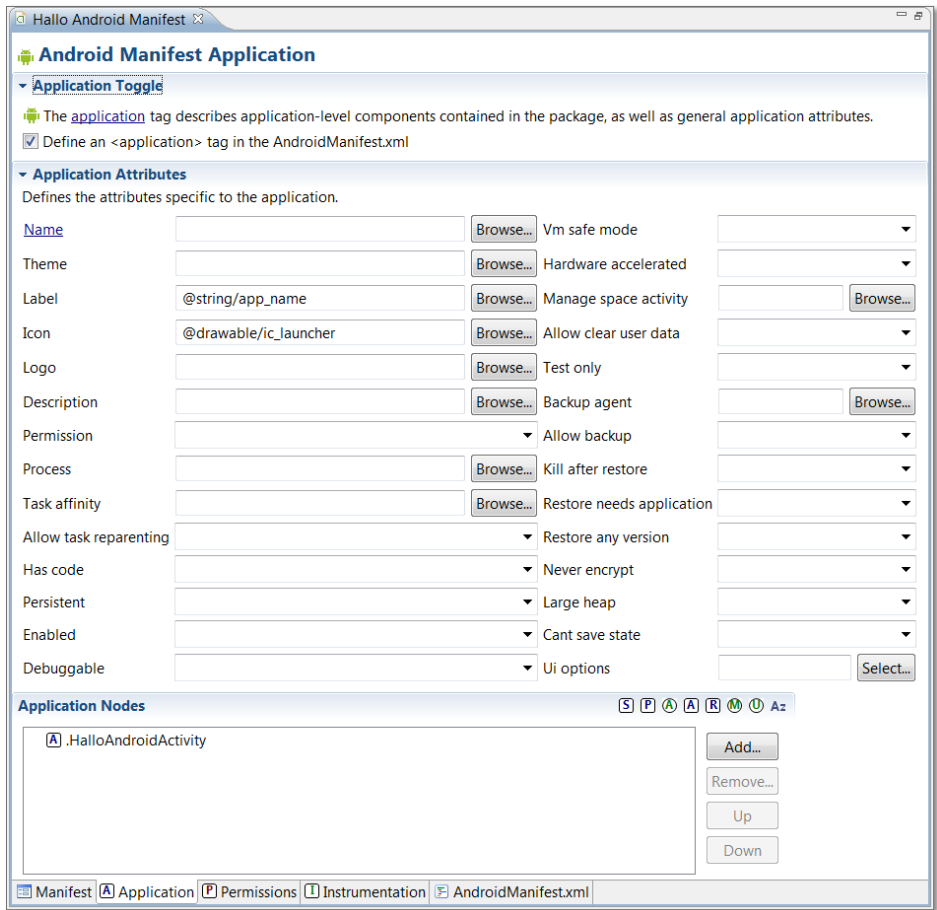 Hallo Android Manifest
Android Manifest Application
Application Toggle
The application tag describes application-level components contained in the package, as well as general application attributes.
Define an <application> tag in the AndroidManifest.xml
Application Attributes
Defines the attributes specific to the application.
Name Browse... Vm safe mode
Theme Browse... Hardware accelerated
Label @string/app_name Browse... Manage space activity Browse...
Icon @drawable/ic_launcher Browse... Allow clear user data
Logo Browse... Test only
Description Browse... Backup agent Browse...
Permission Allow backup
Process Browse... Kill after restore
Task affinity Browse... Restore needs application
Allow task reparenting Restore any version
Has code Never encrypt
Persistent Large heap
Enabled Cant save state
Debuggable Ui options Select...
Application Nodes S P A A R M U Az
A .HalloAndroidActivity
Add...
Remove...
Up
Down
Manifest A Application P Permissions I Instrumentation AndroidManifest.xml